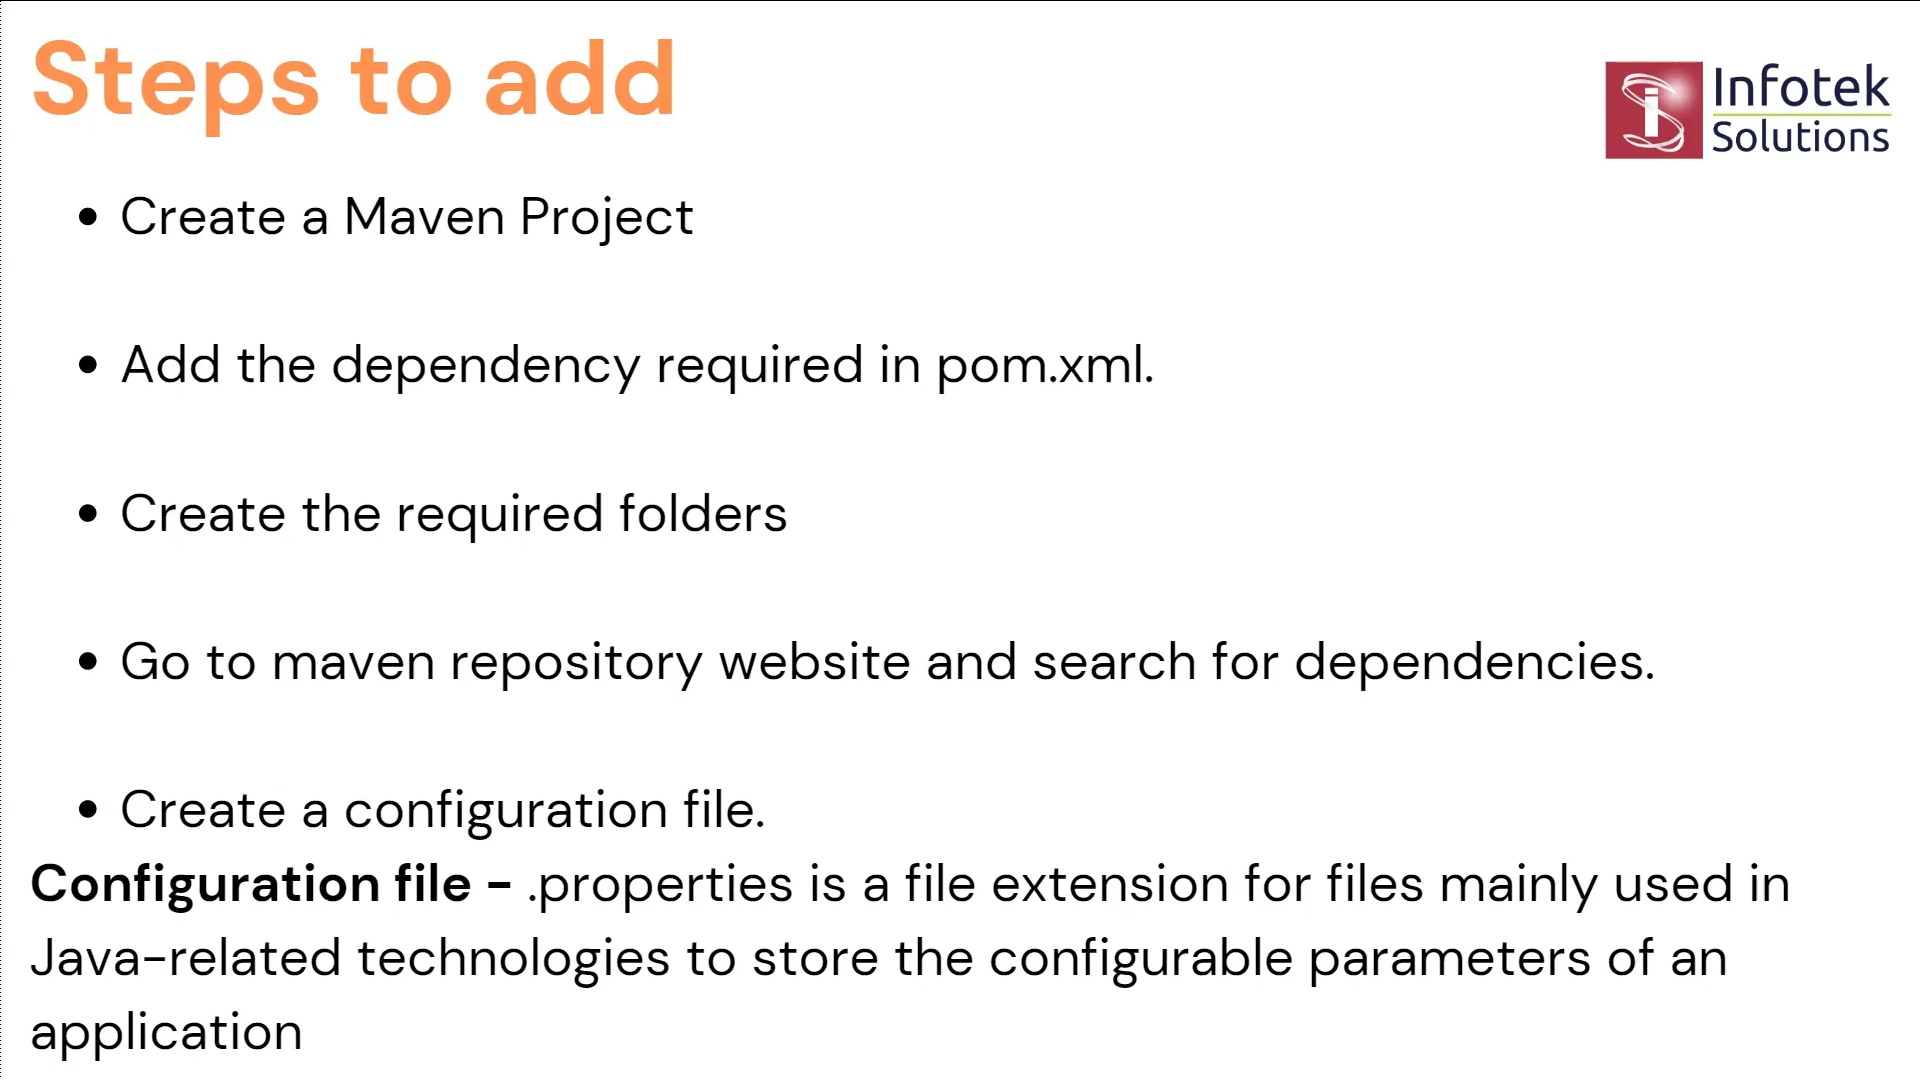 Steps to add
Infotek
Solutions
• Create a Maven Project
• Add the dependency required in pom.xml.
• Create the required folders
• Go to maven repository website and search for dependencies.
• Create a configuration file.
Configuration file - .properties is a file extension for files mainly used in
Java-related technologies to store the configurable parameters of an
application